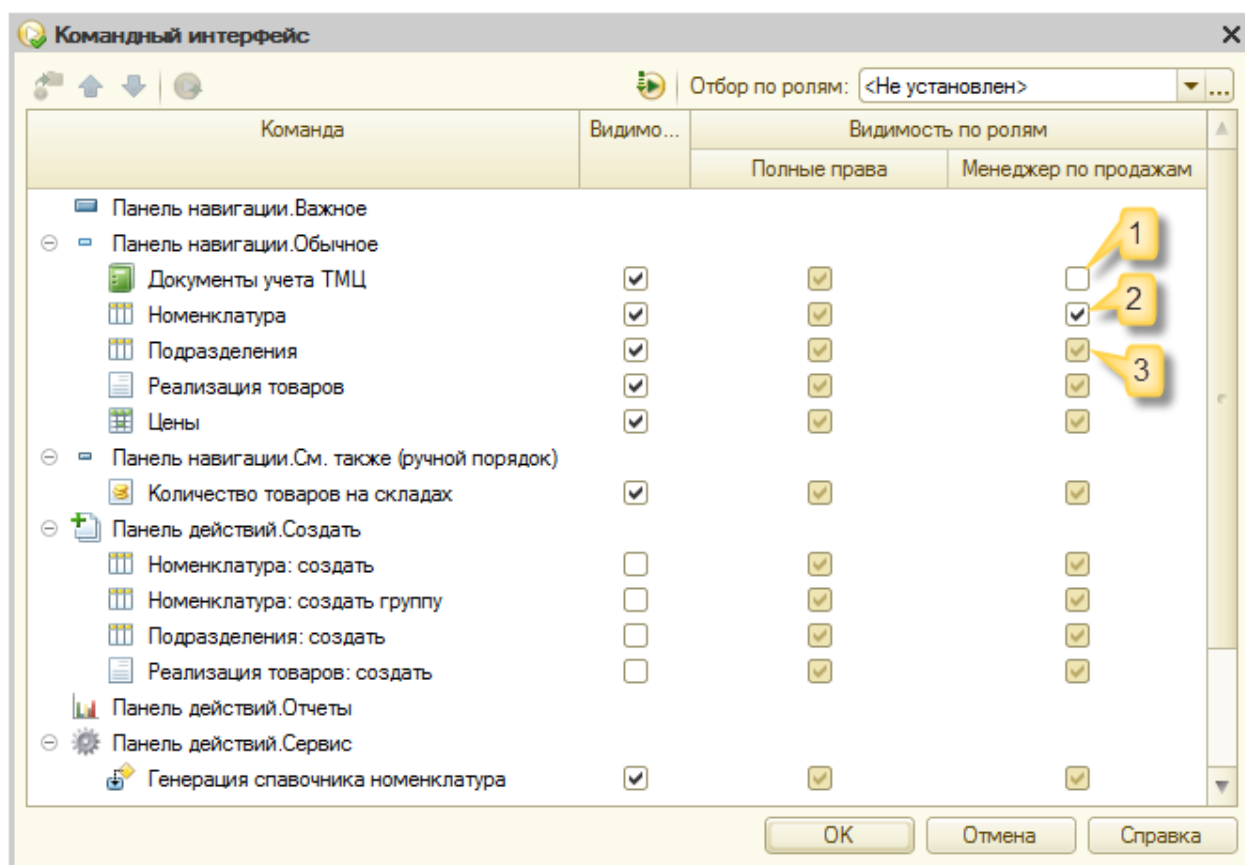 Командный интерфейс
Отбор по ролям: <Не установлен>
Команда Видимо... Видимость по ролям
Полные права Менеджер по продажам
Панель навигации.Важное
1
Панель навигации.Обычное
Документы учета ТМЦ
2
Номенклатура
Подразделения
3
Реализация товаров
Цены
Панель навигации.См. также (ручной порядок)
Количество товаров на складах
Панель действий.Создать
Номенклатура: создать
Номенклатура: создать группу
Подразделения: создать
Реализация товаров: создать
Панель действий.Отчеты
Панель действий.Сервис
Генерация спавочника номенклатура
ОК Отмена Справка